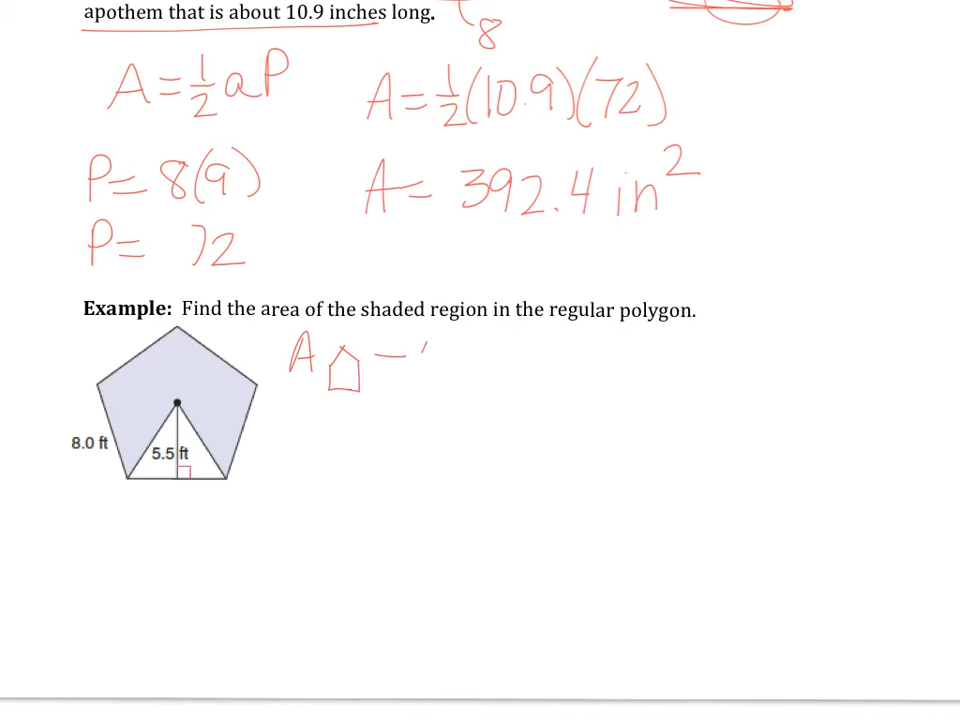 apothem that is about 10.9 inches long.
8
A = 1/2 aP
A = 1/2 (10.9)(72)
P = 8(9)
A = 392.4 in²
P = 72
Example: Find the area of the shaded region in the regular polygon.
A ⌂ -
8.0 ft
5.5 ft